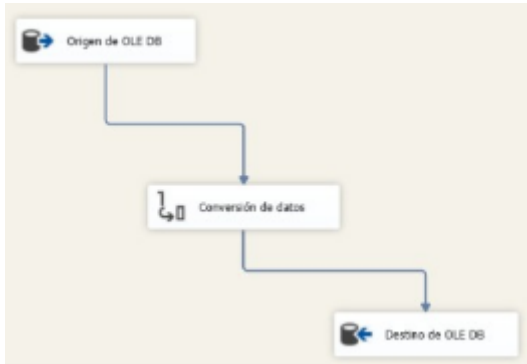 Origen de OLE DB
Conversión de datos
Destino de OLE DB